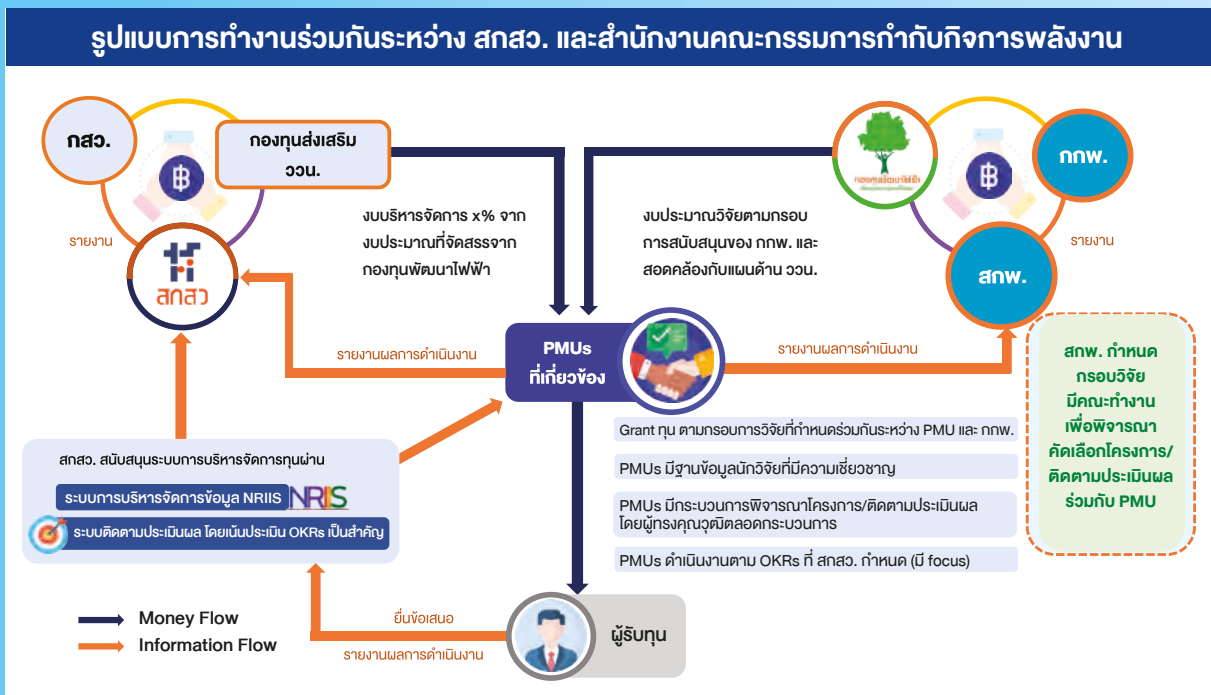 รูปแบบการทำงานร่วมกันระหว่าง สกสว. และสำนักงานคณะกรรมการกำกับกิจการพลังงาน
กสว.
กองทุนส่งเสริม
ววน.
รายงาน
สกสว
งบบริหารจัดการ x% จาก
งบประมาณที่จัดสรรจาก
กองทุนพัฒนาไฟฟ้า
งบประมาณวิจัยตามกรอบ
การสนับสนุนของ กกพ. และ
สอดคล้องกับแผนด้าน ววน.
กองทุนพัฒนาไฟฟ้า
กกพ.
รายงาน
สกพ.
รายงานผลการดำเนินงาน
PMUs
ที่เกี่ยวข้อง
รายงานผลการดำเนินงาน
สกพ. กำหนด
กรอบวิจัย
มีคณะทำงาน
เพื่อพิจารณา
คัดเลือกโครงการ/
ติดตามประเมินผล
ร่วมกับ PMU
Grant ทุน ตามกรอบการวิจัยที่กำหนดร่วมกันระหว่าง PMU และ กกพ.
PMUs มีฐานข้อมูลนักวิจัยที่มีความเชี่ยวชาญ
PMUs มีกระบวนการพิจารณาโครงการ/ติดตามประเมินผล
โดยผู้ทรงคุณวุฒิตลอดกระบวนการ
PMUs ดำเนินงานตาม OKRs ที่ สกสว. กำหนด (มี focus)
สกสว. สนับสนุนระบบการบริหารจัดการทุนผ่าน
ระบบการบริหารจัดการข้อมูล NRIIS NRIIS
ระบบติดตามประเมินผล โดยเน้นประเมิน OKRs เป็นสำคัญ
Money Flow
Information Flow
ยื่นข้อเสนอ
รายงานผลการดำเนินงาน
ผู้รับทุน